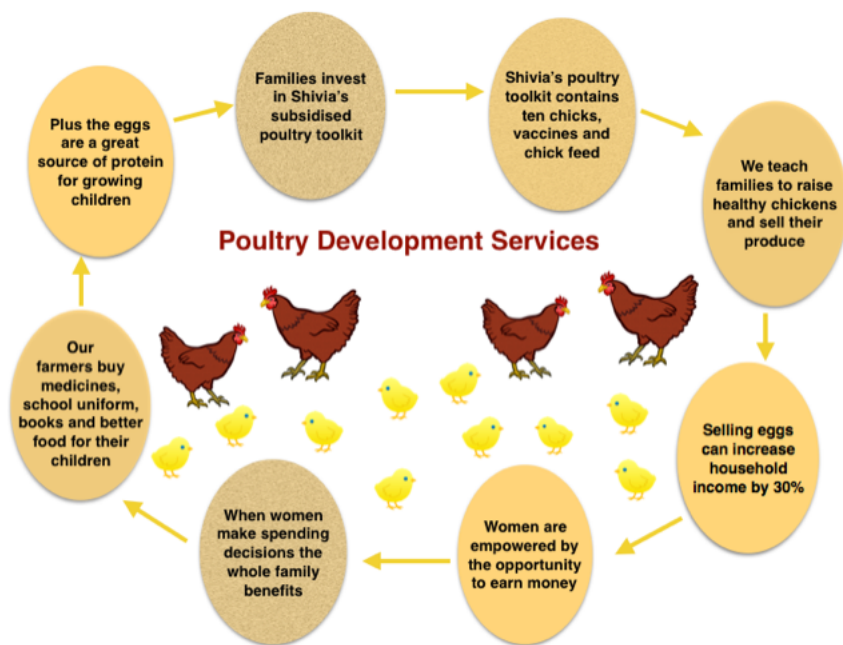 Families invest
in Shivia's
subsidised
poultry toolkit
Shivia's poultry
toolkit contains
ten chicks,
vaccines and
chick feed
We teach
families to raise
healthy chickens
and sell their
produce
Selling eggs
can increase
household
income by 30%
Women are
empowered by
the opportunity
to earn money
When women
make spending
decisions the
whole family
benefits
Our
farmers buy
medicines,
school uniform,
books and better
food for their
children
Plus the eggs
are a great
source of protein
for growing
children
Poultry Development Services